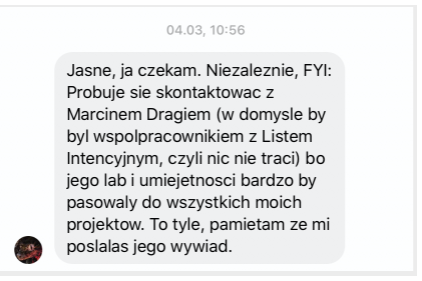 04.03, 10:56
Jasne, ja czekam. Niezaleznie, FYI:
Probuje sie skontaktowac z
Marcinem Dragiem (w domysle by
byl wspolpracownikiem z Listem
Intencyjnym, czyli nic nie traci) bo
jego lab i umiejetnosci bardzo by
pasowaly do wszystkich moich
projektow. To tyle, pamietam ze mi
poslalas jego wywiad.